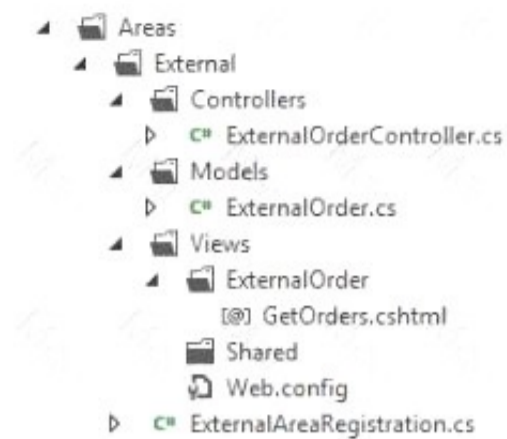 Areas
External
Controllers
C# ExternalOrderController.cs
Models
C# ExternalOrder.cs
Views
ExternalOrder
[@] GetOrders.cshtml
Shared
Web.config
C# ExternalAreaRegistration.cs